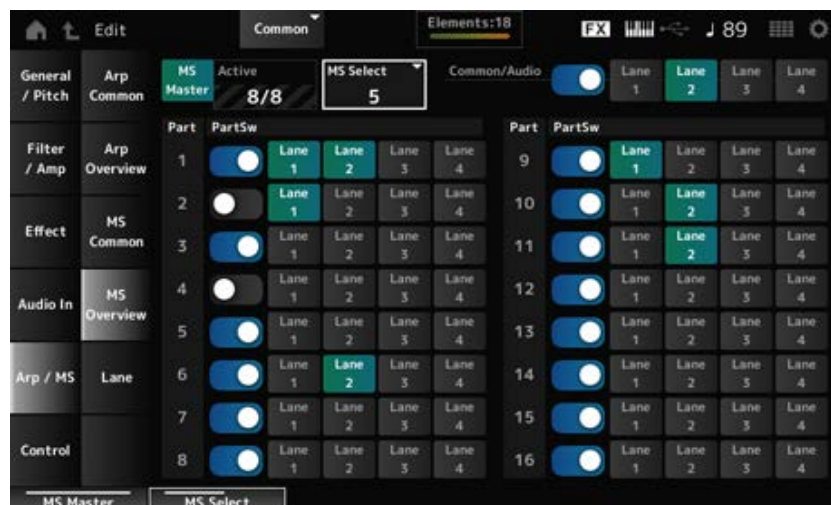 Edit
Common
Elements:18
FX
89
General / Pitch
Arp Common
MS Master
Active
8/8
MS Select
5
Common/Audio
Lane 1
Lane 2
Lane 3
Lane 4
Part PartSw
Part PartSw
Filter / Amp
Arp Overview
1 Lane 1 Lane 2 Lane 3 Lane 4
9 Lane 1 Lane 2 Lane 3 Lane 4
2 Lane 1 Lane 2 Lane 3 Lane 4
10 Lane 1 Lane 2 Lane 3 Lane 4
Effect
MS Common
3 Lane 1 Lane 2 Lane 3 Lane 4
11 Lane 1 Lane 2 Lane 3 Lane 4
Audio In
MS Overview
4 Lane 1 Lane 2 Lane 3 Lane 4
12 Lane 1 Lane 2 Lane 3 Lane 4
5 Lane 1 Lane 2 Lane 3 Lane 4
13 Lane 1 Lane 2 Lane 3 Lane 4
Arp / MS
Lane
6 Lane 1 Lane 2 Lane 3 Lane 4
14 Lane 1 Lane 2 Lane 3 Lane 4
7 Lane 1 Lane 2 Lane 3 Lane 4
15 Lane 1 Lane 2 Lane 3 Lane 4
Control
8 Lane 1 Lane 2 Lane 3 Lane 4
16 Lane 1 Lane 2 Lane 3 Lane 4
MS Master
MS Select